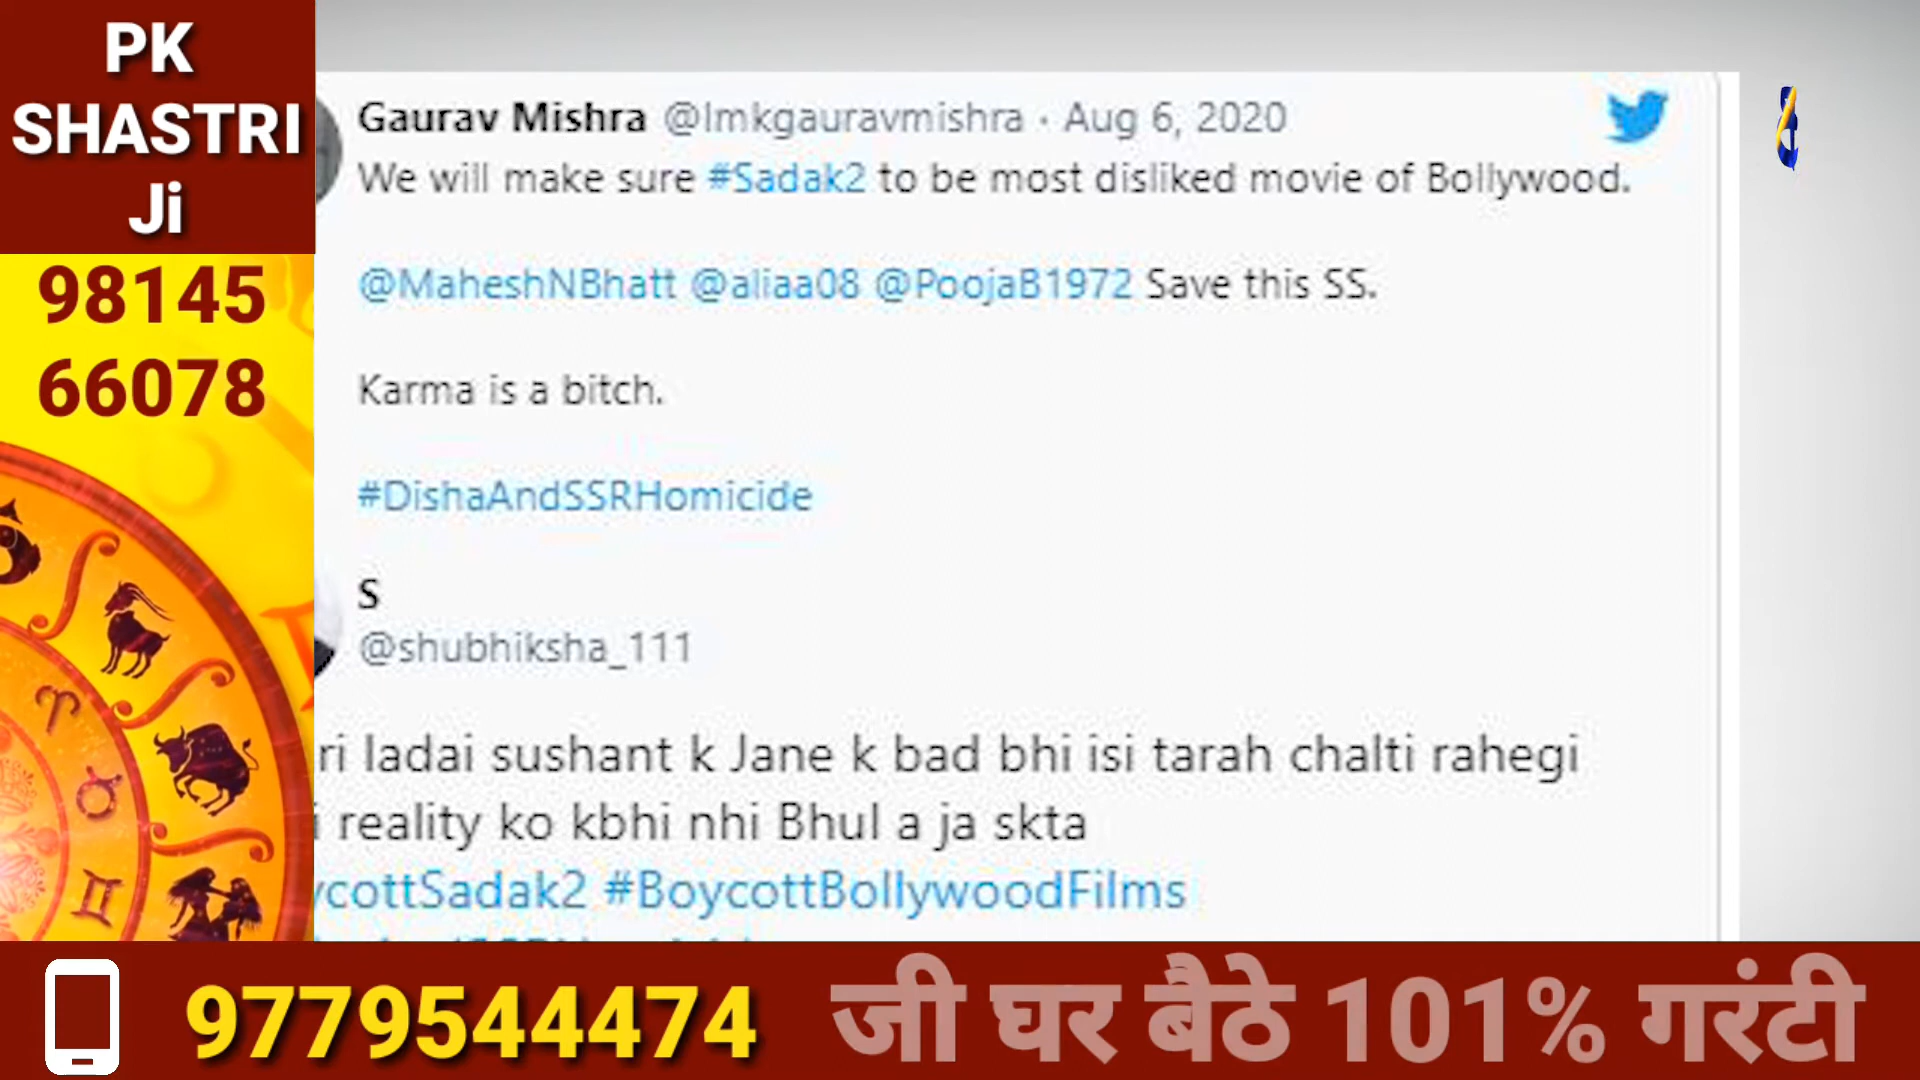 PK
SHASTRI
Ji
98145
66078
Gaurav Mishra @Imkgauravmishra · Aug 6, 2020
We will make sure #Sadak2 to be most disliked movie of Bollywood.
@MaheshNBhatt @aliaa08 @PoojaB1972 Save this SS.
Karma is a bitch.
#DishaAndSSRHomicide
S
@shubhiksha_111
ri ladai sushant k Jane k bad bhi isi tarah chalti rahegi
i reality ko kbhi nhi Bhul a ja skta
ycottSadak2 #BoycottBollywoodFilms
9779544474 जी घर बैठे 101% गरंटी